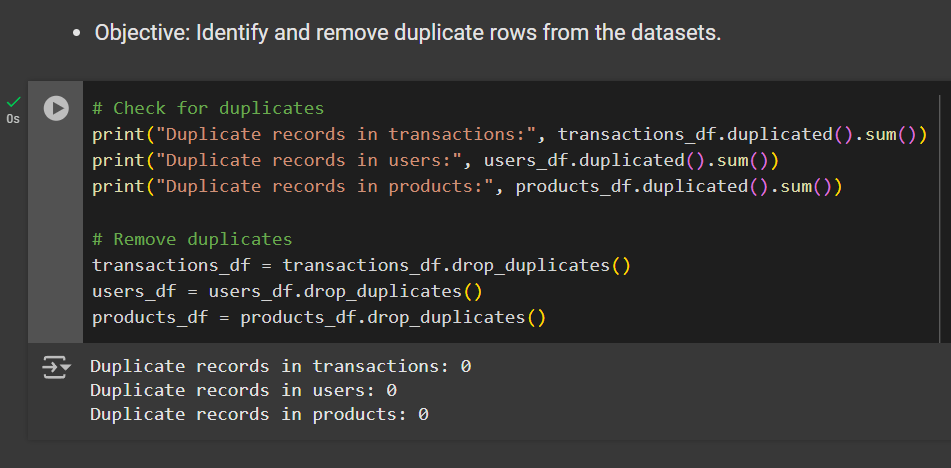 • Objective: Identify and remove duplicate rows from the datasets.
0s
# Check for duplicates
print("Duplicate records in transactions:", transactions_df.duplicated().sum())
print("Duplicate records in users:", users_df.duplicated().sum())
print("Duplicate records in products:", products_df.duplicated().sum())
# Remove duplicates
transactions_df = transactions_df.drop_duplicates()
users_df = users_df.drop_duplicates()
products_df = products_df.drop_duplicates()
Duplicate records in transactions: 0
Duplicate records in users: 0
Duplicate records in products: 0